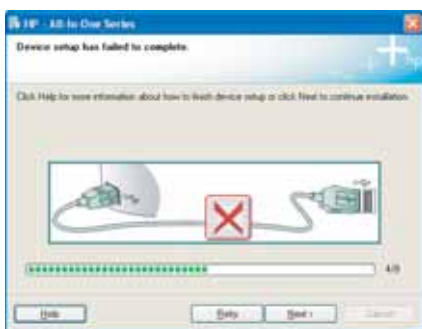 HP - All-in-One Series
Device setup has failed to complete.
Click Help for more information about how to finish device setup or click Next to continue installation.
4/8
Help
Retry
Next >
Cancel